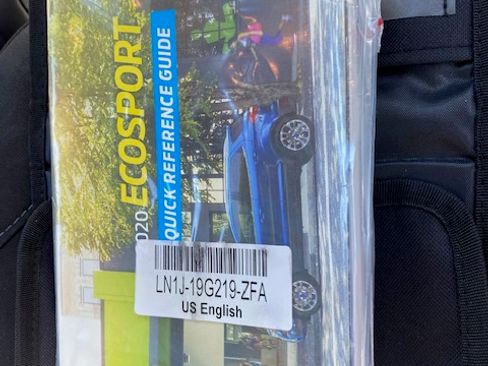 2020 ECOSPORT
QUICK REFERENCE GUIDE
LN1J-19G219-ZFA
US English